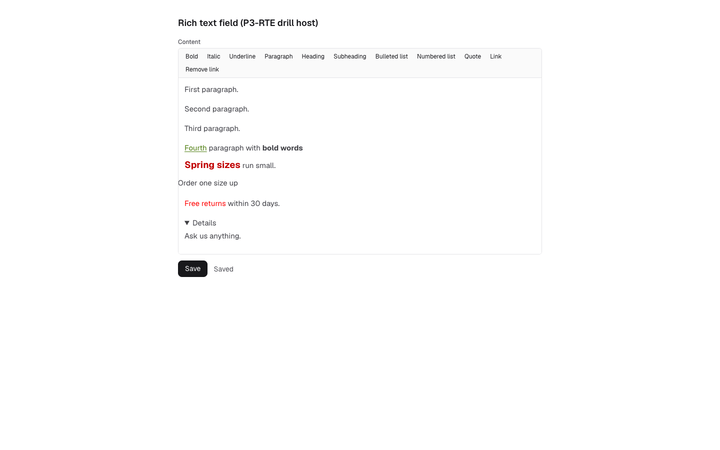 Rich text field (P3-RTE drill host)
Content
Bold Italic Underline Paragraph Heading Subheading Bulleted list Numbered list Quote Link
Remove link
First paragraph.
Second paragraph.
Third paragraph.
Fourth paragraph with bold words
Spring sizes run small.
Order one size up
Free returns within 30 days.
▼ Details
Ask us anything.
Save Saved